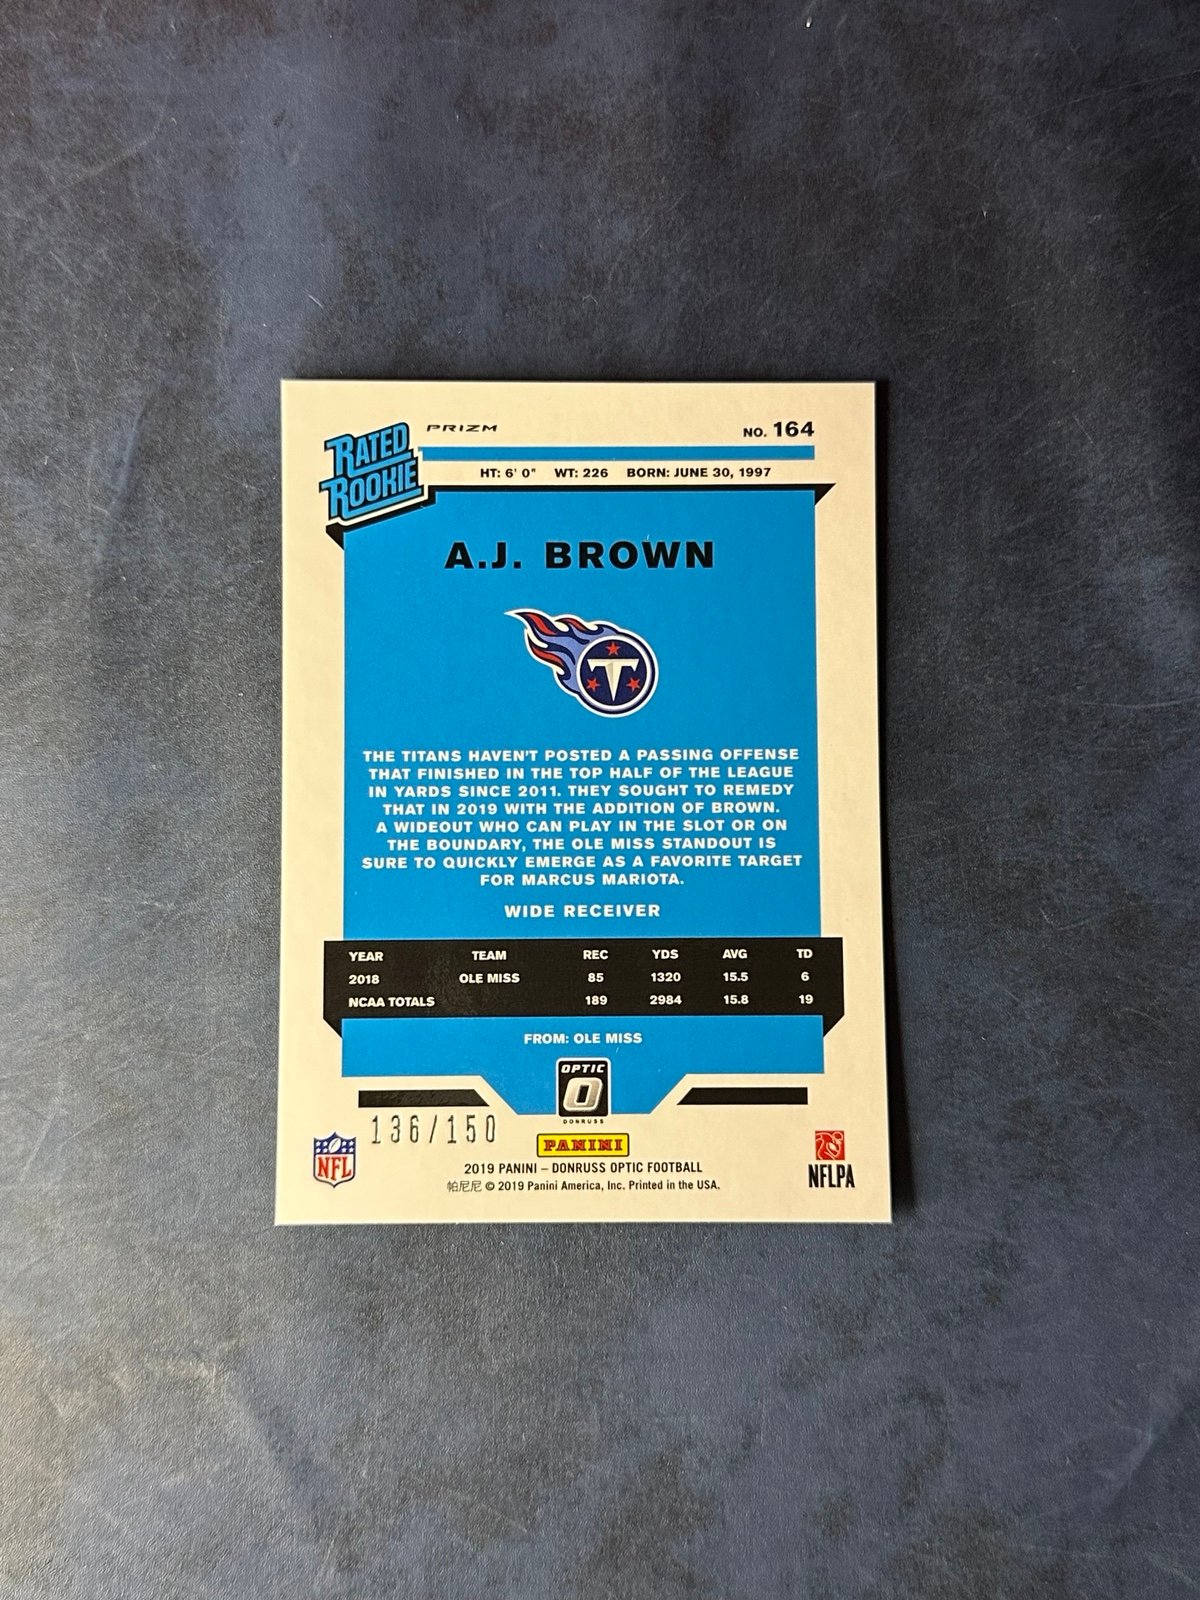 RATED ROOKIE
PRIZM
NO. 164
HT: 6' 0" WT: 226 BORN: JUNE 30, 1997
A.J. BROWN
T
THE TITANS HAVEN'T POSTED A PASSING OFFENSE
THAT FINISHED IN THE TOP HALF OF THE LEAGUE
IN YARDS SINCE 2011. THEY SOUGHT TO REMEDY
THAT IN 2019 WITH THE ADDITION OF BROWN.
A WIDEOUT WHO CAN PLAY IN THE SLOT OR ON
THE BOUNDARY, THE OLE MISS STANDOUT IS
SURE TO QUICKLY EMERGE AS A FAVORITE TARGET
FOR MARCUS MARIOTA.
WIDE RECEIVER
YEAR TEAM REC YDS AVG TD
2018 OLE MISS 85 1320 15.5 6
NCAA TOTALS 189 2984 15.8 19
FROM: OLE MISS
OPTIC
O
DONRUSS
136/150
NFL
PANINI
2019 PANINI – DONRUSS OPTIC FOOTBALL
帕尼尼 © 2019 Panini America, Inc. Printed in the USA.
NFLPA